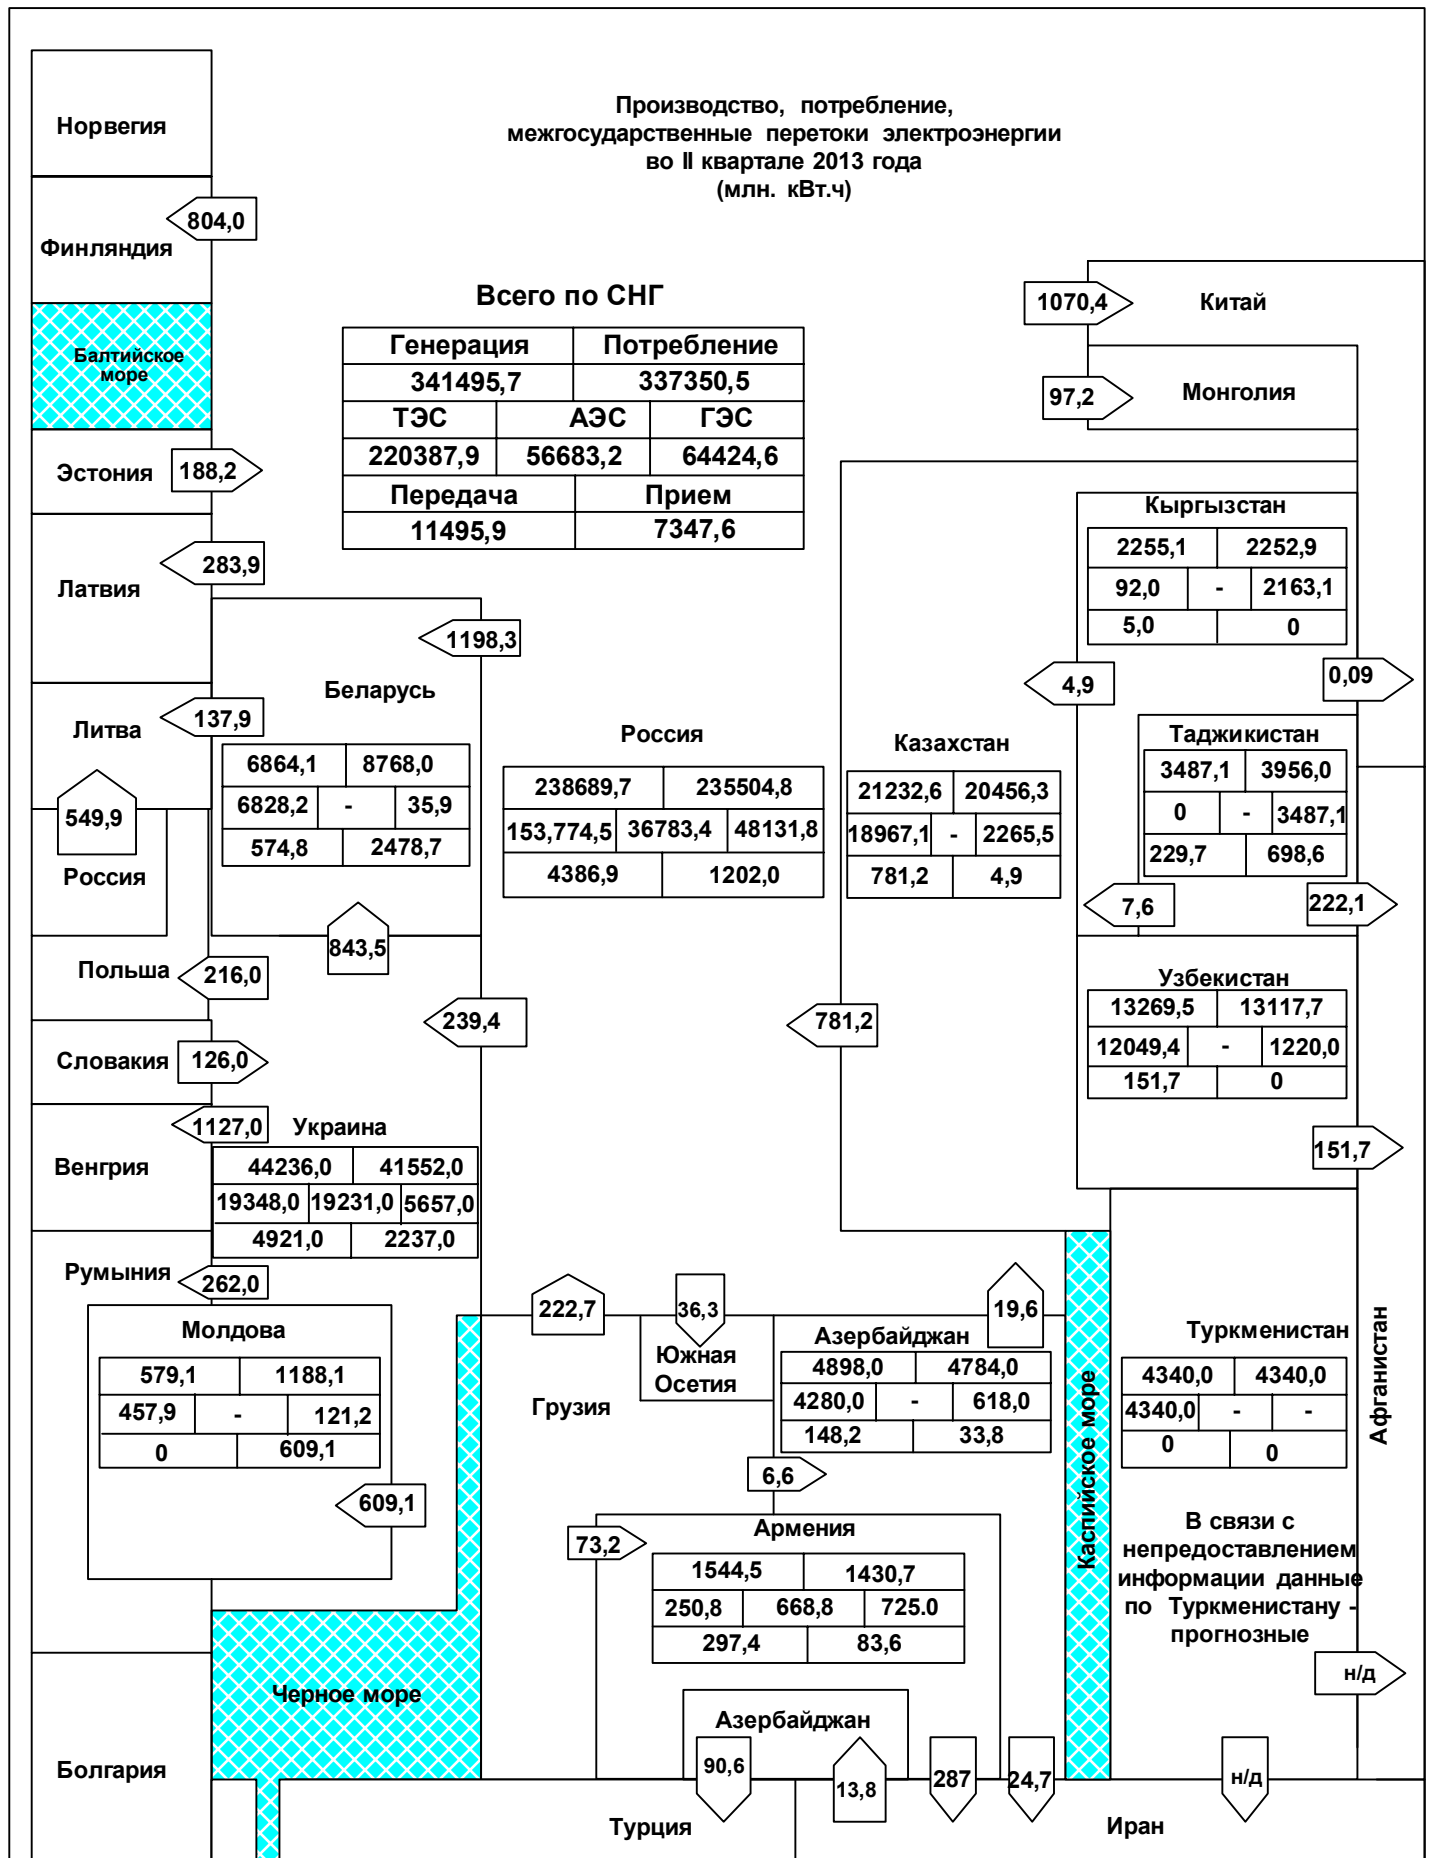 Производство, потребление,
межгосударственные перетоки электроэнергии
во II квартале 2013 года
(млн. кВт.ч)
Норвегия
804,0
Финляндия
Балтийское
море
Эстония
188,2
Латвия
283,9
Литва
137,9
549,9
Россия
Польша
216,0
Словакия
126,0
Венгрия
1127,0
Румыния
262,0
Болгария
Всего по СНГ
Генерация Потребление
341495,7 337350,5
ТЭС АЭС ГЭС
220387,9 56683,2 64424,6
Передача Прием
11495,9 7347,6
1070,4
Китай
97,2
Монголия
Кыргызстан
2255,1 2252,9
92,0 - 2163,1
5,0 0
4,9
0,09
1198,3
Беларусь
6864,1 8768,0
6828,2 - 35,9
574,8 2478,7
843,5
239,4
Россия
238689,7 235504,8
153,774,5 36783,4 48131,8
4386,9 1202,0
Казахстан
21232,6 20456,3
18967,1 - 2265,5
781,2 4,9
781,2
Таджикистан
3487,1 3956,0
0 - 3487,1
229,7 698,6
7,6
222,1
Узбекистан
13269,5 13117,7
12049,4 - 1220,0
151,7 0
151,7
Украина
44236,0 41552,0
19348,0 19231,0 5657,0
4921,0 2237,0
Молдова
579,1 1188,1
457,9 - 121,2
0 609,1
609,1
222,7
36,3
19,6
Южная
Осетия
Грузия
Азербайджан
4898,0 4784,0
4280,0 - 618,0
148,2 33,8
6,6
73,2
Армения
1544,5 1430,7
250,8 668,8 725.0
297,4 83,6
Азербайджан
90,6
13,8
287
24,7
Каспийское море
Туркменистан
4340,0 4340,0
4340,0 - -
0 0
В связи с
непредоставлением
информации данные
по Туркменистану -
прогнозные
н/д
н/д
Афганистан
Черное море
Турция
Иран